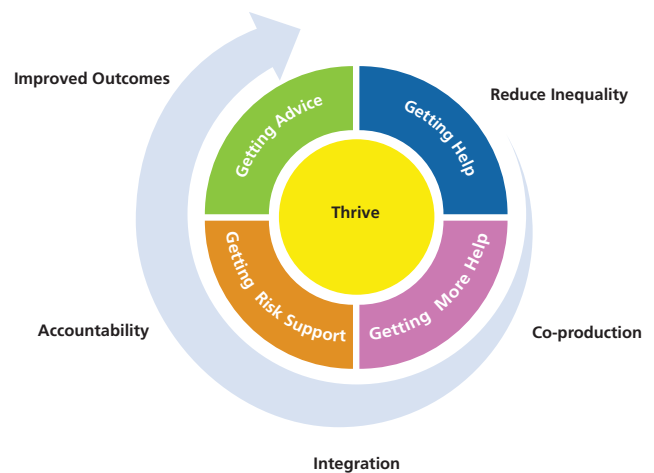 Improved Outcomes
Reduce Inequality
Getting Advice
Getting Help
Thrive
Getting Risk Support
Getting More Help
Accountability
Co-production
Integration